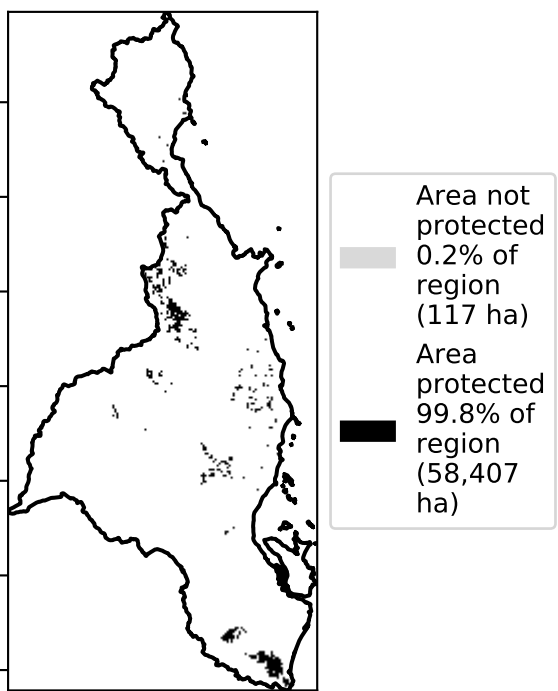 Area not
protected
0.2% of
region
(117 ha)
Area
protected
99.8% of
region
(58,407
ha)